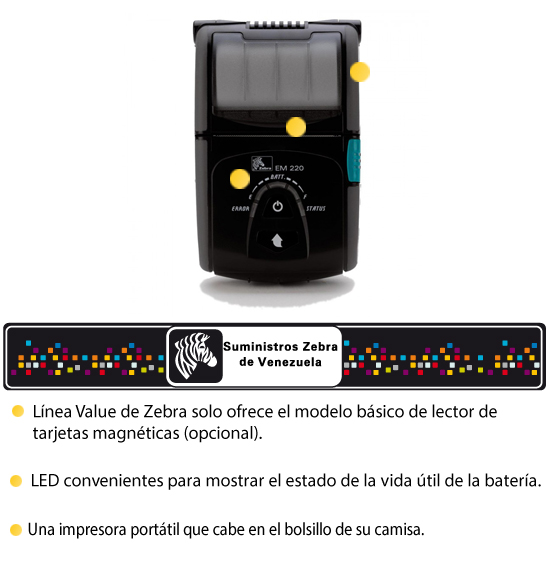 Zebra EM 220
BATT.
ERROR
STATUS
Suministros Zebra
de Venezuela
Línea Value de Zebra solo ofrece el modelo básico de lector de
tarjetas magnéticas (opcional).
LED convenientes para mostrar el estado de la vida útil de la batería.
Una impresora portátil que cabe en el bolsillo de su camisa.